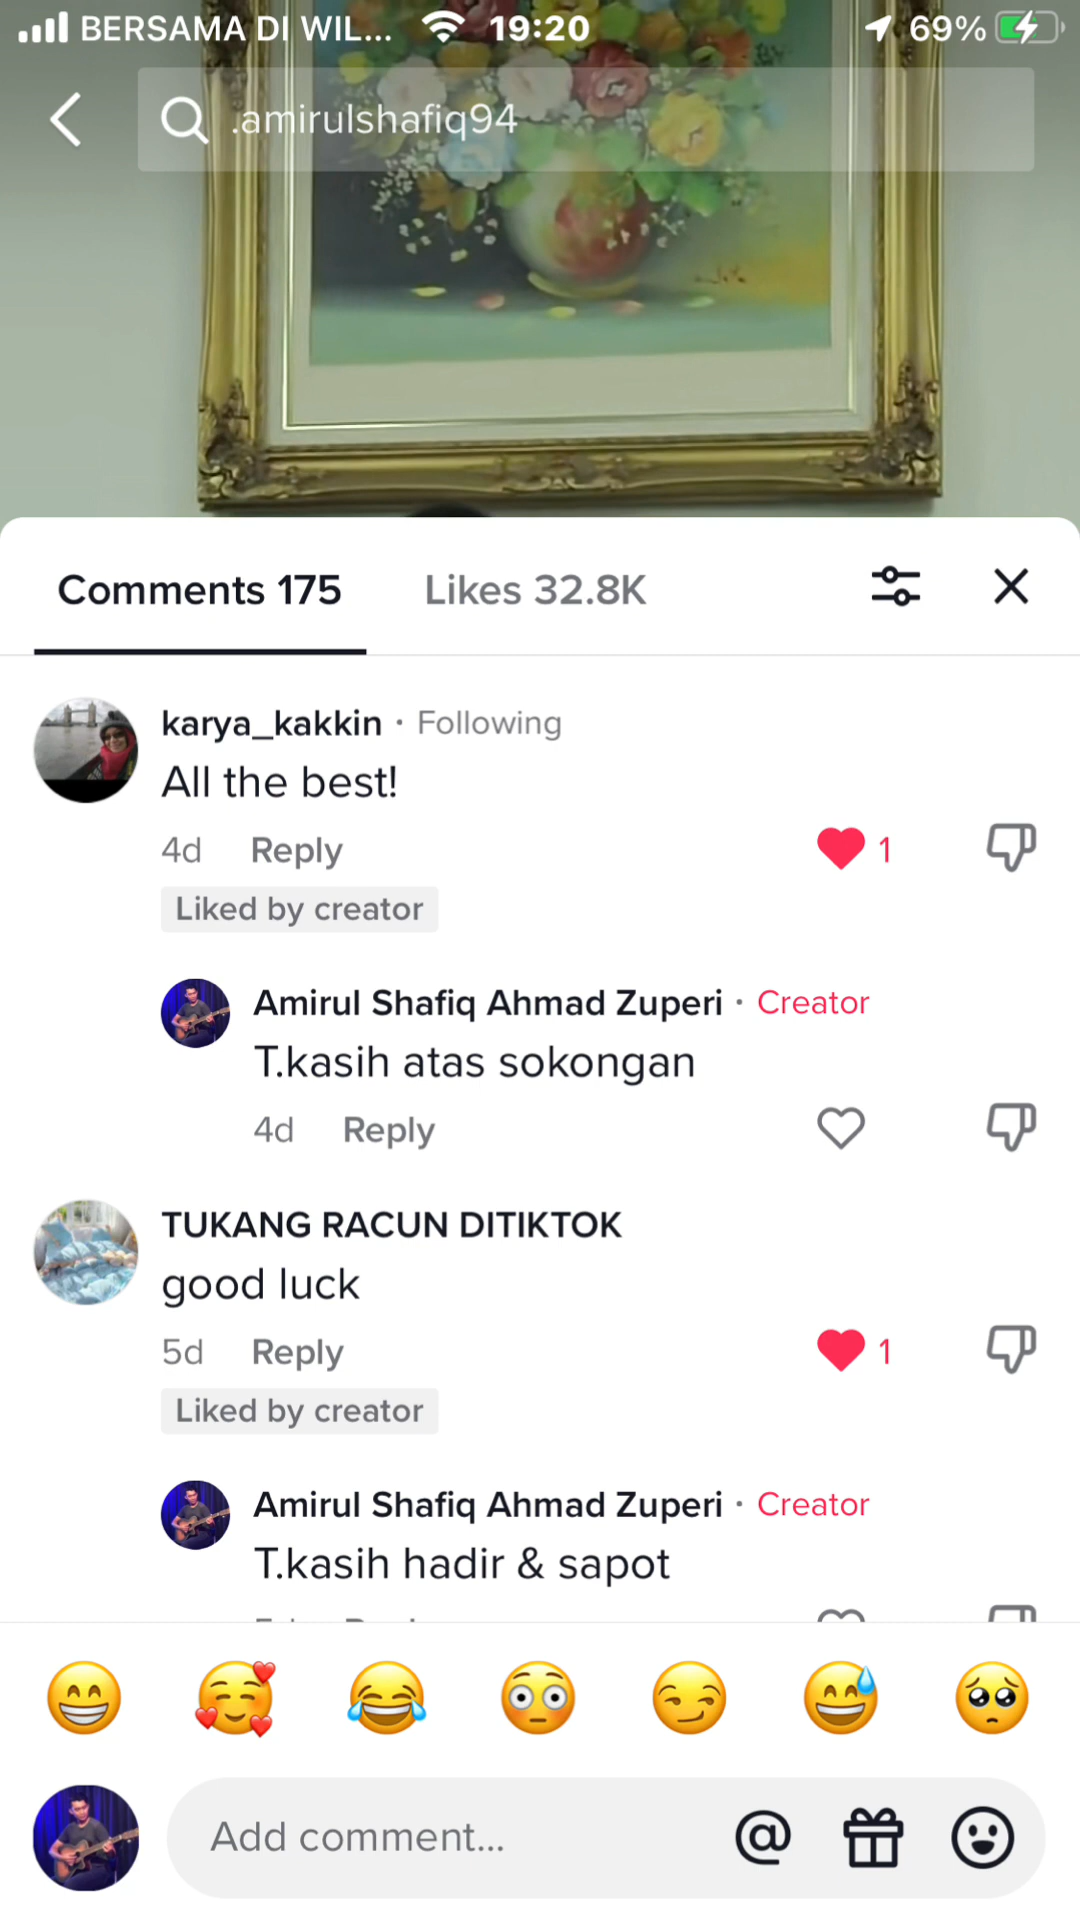 BERSAMA DI WIL... 19:20 69%
.amirulshafiq94
Comments 175 Likes 32.8K
karya_kakkin · Following
All the best!
4d Reply 1
Liked by creator
Amirul Shafiq Ahmad Zuperi · Creator
T.kasih atas sokongan
4d Reply
TUKANG RACUN DITIKTOK
good luck
5d Reply 1
Liked by creator
Amirul Shafiq Ahmad Zuperi · Creator
T.kasih hadir & sapot
Add comment...